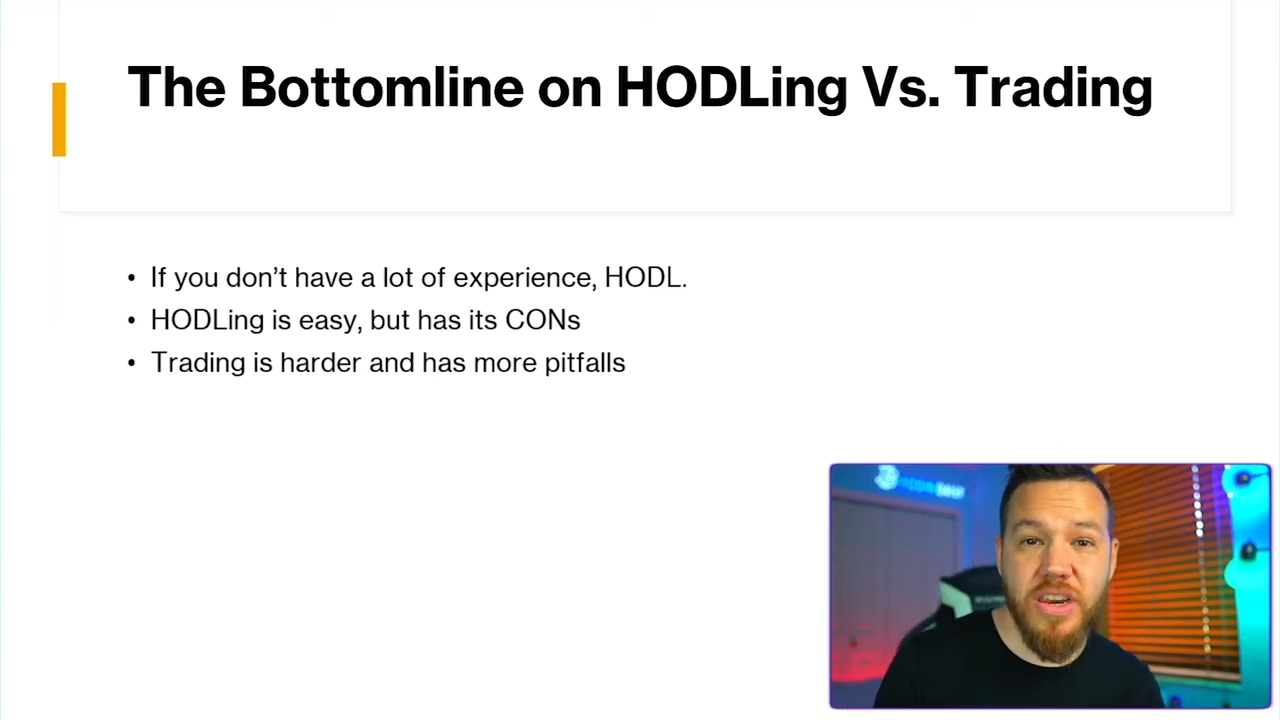 The Bottomline on HODLing Vs. Trading
• If you don’t have a lot of experience, HODL.
• HODLing is easy, but has its CONs
• Trading is harder and has more pitfalls